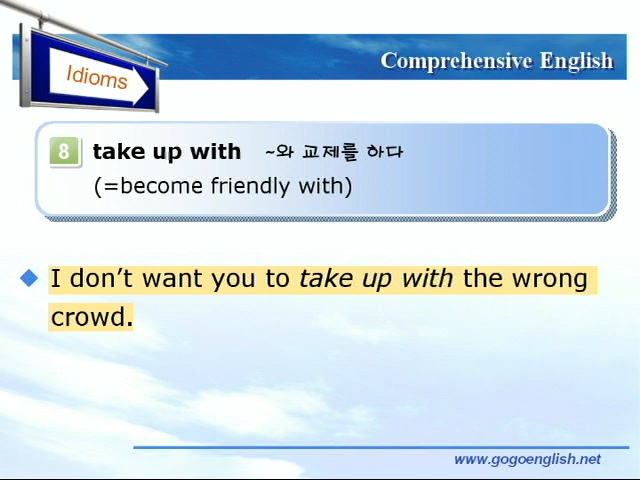 Comprehensive English
Idioms
8 take up with ~와 교제를 하다
(=become friendly with)
I don't want you to take up with the wrong
crowd.
www.gogoenglish.net